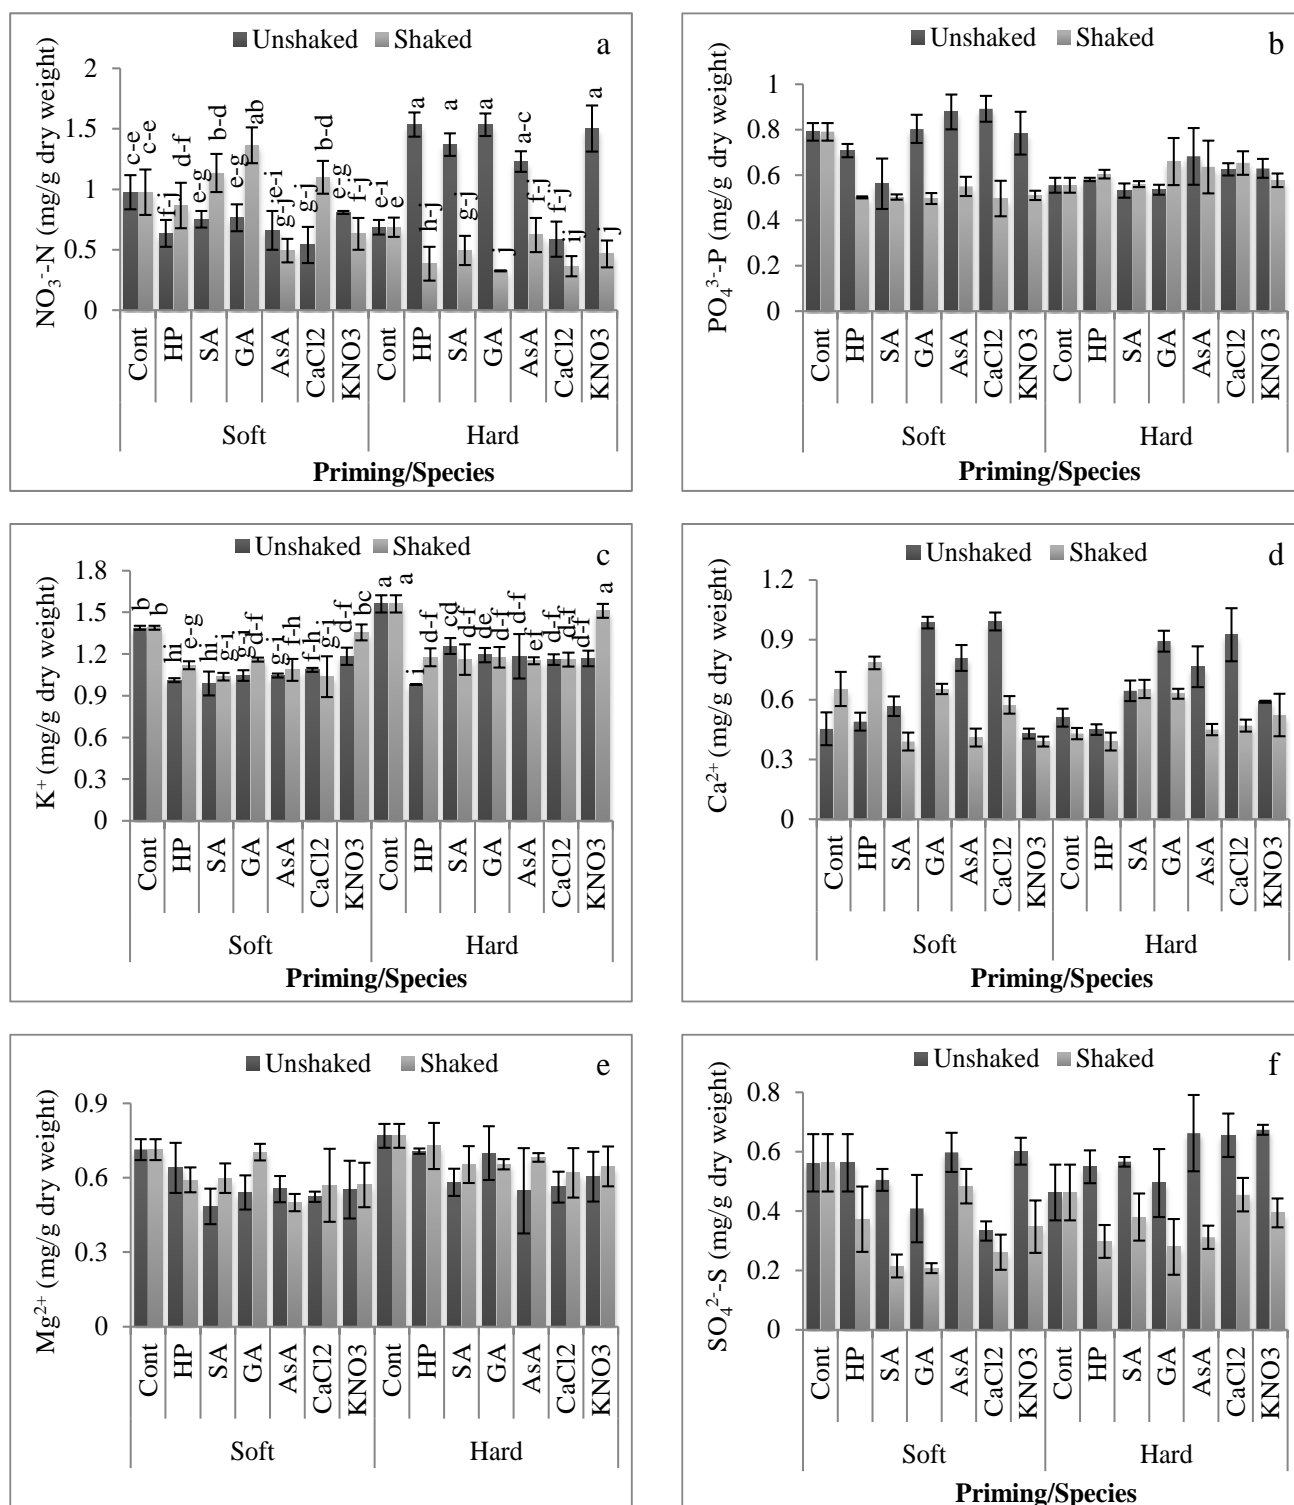 Unshaked Shaked a
NO₃⁻-N (mg/g dry weight)
2
1.5
1
0.5
0
c-e c-e f-j d-f e-g b-d e-g ab e-i g-j g-j b-d e-g f-j e-i e a h-j a g-j a j a-c f-j f-j ij a j
Cont HP SA GA AsA CaCl2 KNO3 Cont HP SA GA AsA CaCl2 KNO3
Soft Hard
Priming/Species
Unshaked Shaked b
PO₄³⁻-P (mg/g dry weight)
1
0.8
0.6
0.4
0.2
0
Cont HP SA GA AsA CaCl2 KNO3 Cont HP SA GA AsA CaCl2 KNO3
Soft Hard
Priming/Species
Unshaked Shaked c
K⁺ (mg/g dry weight)
1.8
1.5
1.2
0.9
0.6
0.3
0
b b hi e-g hi g-i g-i d-f g-i f-h f-h g-i d-f bc a a i d-f cd d-f de d-f d-f ef d-f d-f d-f a
Cont HP SA GA AsA CaCl2 KNO3 Cont HP SA GA AsA CaCl2 KNO3
Soft Hard
Priming/Species
Unshaked Shaked d
Ca²⁺ (mg/g dry weight)
1.2
0.9
0.6
0.3
0
Cont HP SA GA AsA CaCl2 KNO3 Cont HP SA GA AsA CaCl2 KNO3
Soft Hard
Priming/Species
Unshaked Shaked e
Mg²⁺ (mg/g dry weight)
0.9
0.6
0.3
0
Cont HP SA GA AsA CaCl2 KNO3 Cont HP SA GA AsA CaCl2 KNO3
Soft Hard
Unshaked Shaked f
SO₄²⁻-S (mg/g dry weight)
0.8
0.6
0.4
0.2
0
Cont HP SA GA AsA CaCl2 KNO3 Cont HP SA GA AsA CaCl2 KNO3
Soft Hard
Priming/Species